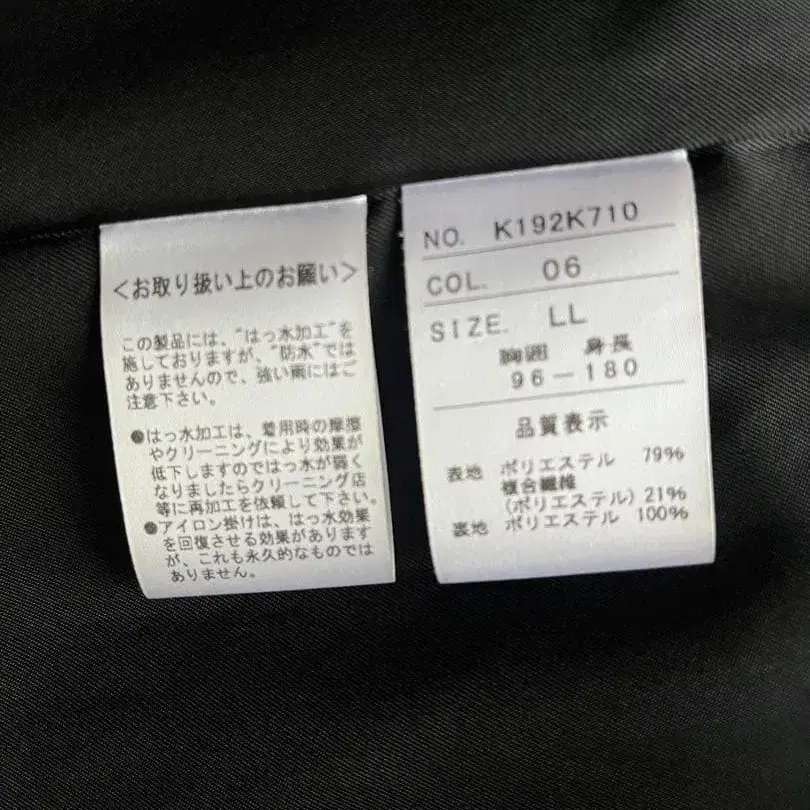 <お取り扱い上のお願い>
この製品には、"はっ水加工"を
施しておりますが、"防水"では
ありませんので、強い雨にはご
注意下さい。
●はっ水加工は、着用時の摩擦
やクリーニングにより効果が
低下しますのではっ水が弱く
なりましたらクリーニング店
等に再加工を依頼して下さい。
●アイロン掛けは、はっ水効果
を回復させる効果があります
が、これも永久的なものでは
ありません。
NO. K192K710
COL. 06
SIZE. LL
胸囲 身長
96-180
品質表示
表地 ポリエステル 79%
複合繊維
(ポリエステル) 21%
裏地 ポリエステル 100%